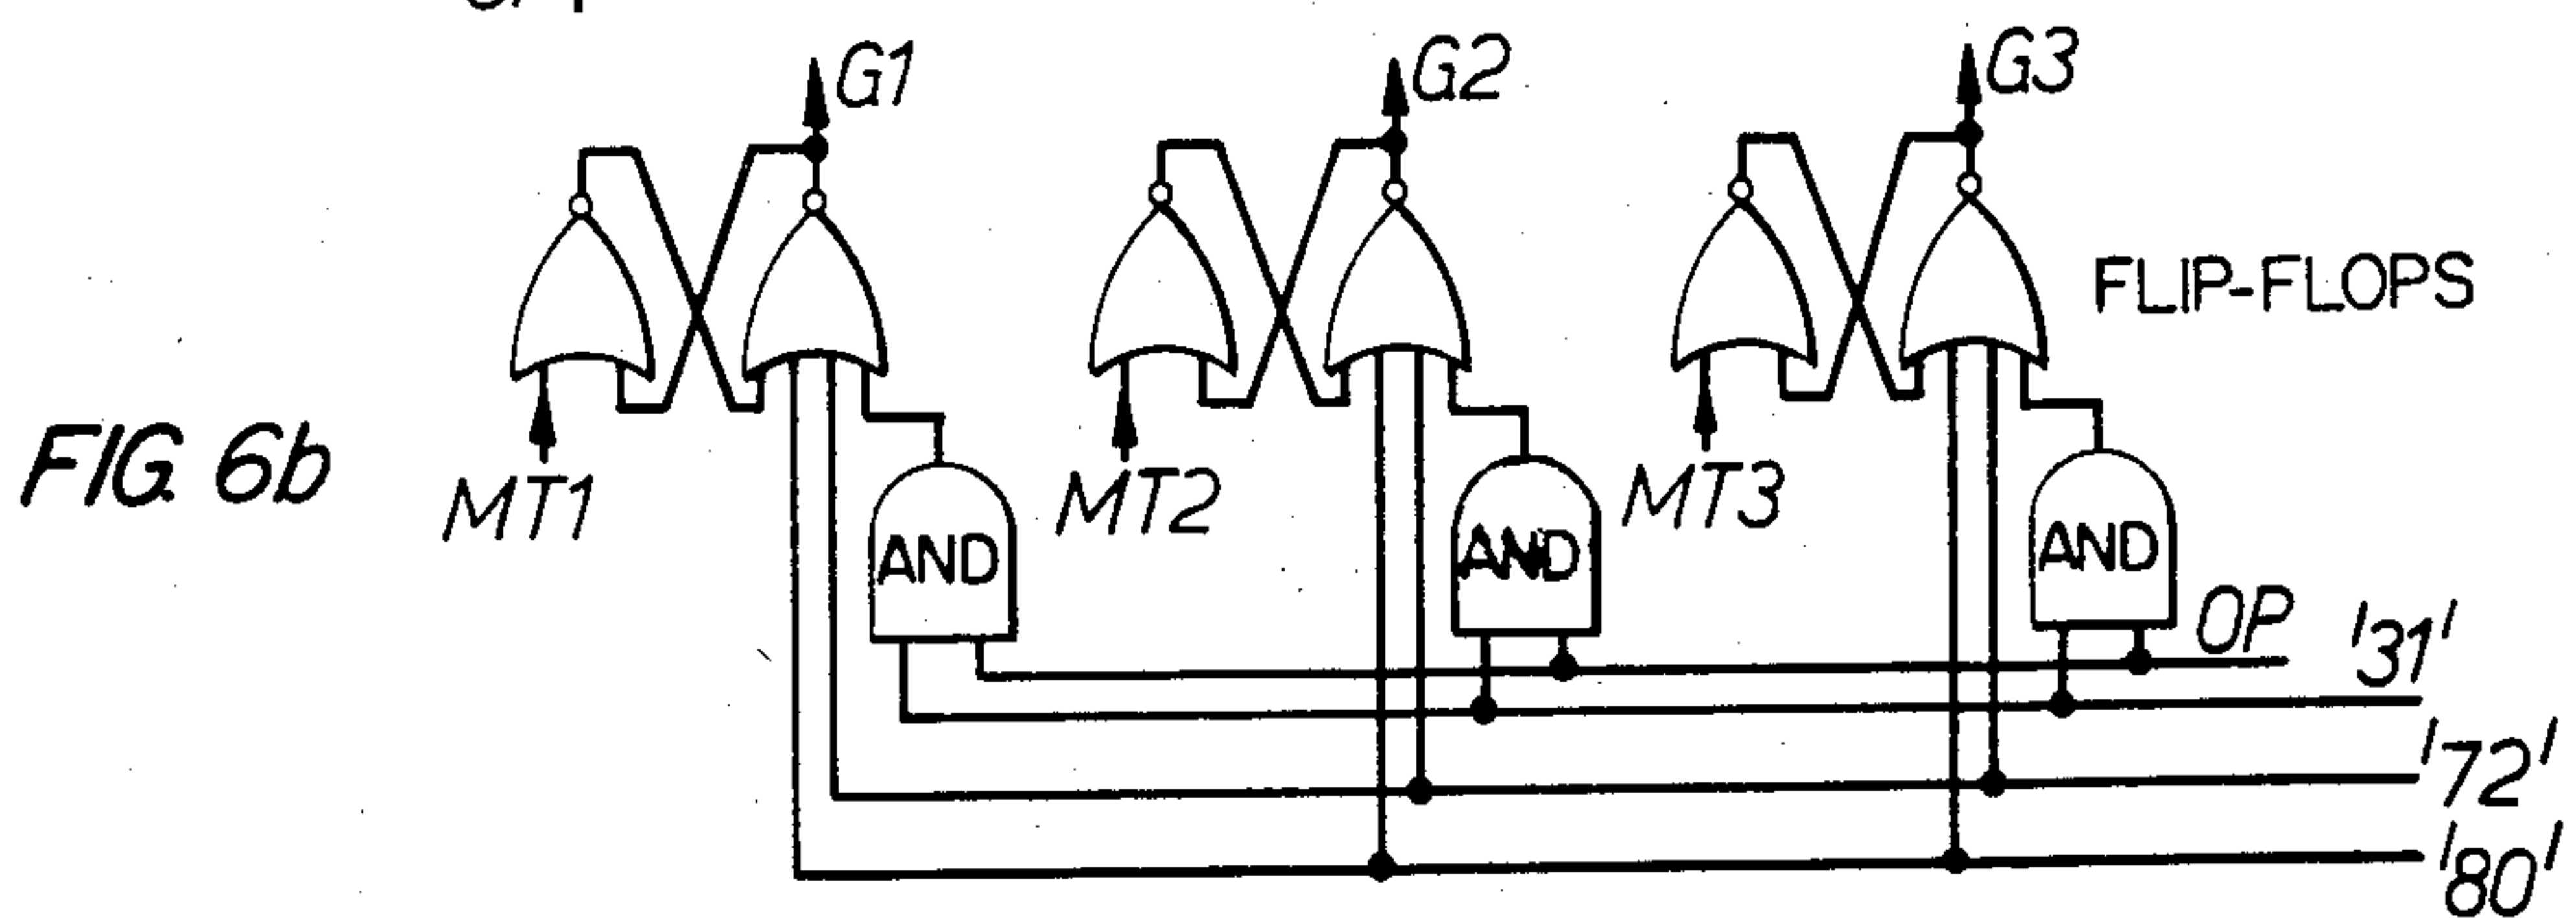 G1
G2
G3
FLIP-FLOPS
FIG. 6b
MT1
MT2
MT3
AND
AND
AND
OP
'31'
'72'
'80'